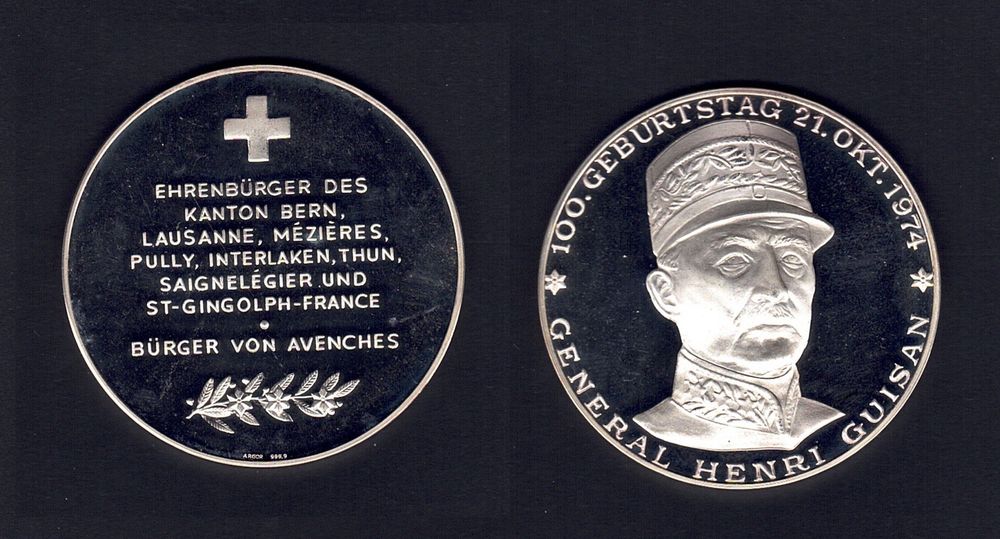 EHRENBÜRGER DES
KANTON BERN,
LAUSANNE, MÉZIÈRES,
PULLY, INTERLAKEN, THUN,
SAIGNELÉGIER UND
ST-GINGOLPH-FRANCE
BÜRGER VON AVENCHES
ARGOR 999,9
100. GEBURTSTAG 21. OKT. 1974
GENERAL HENRI GUISAN